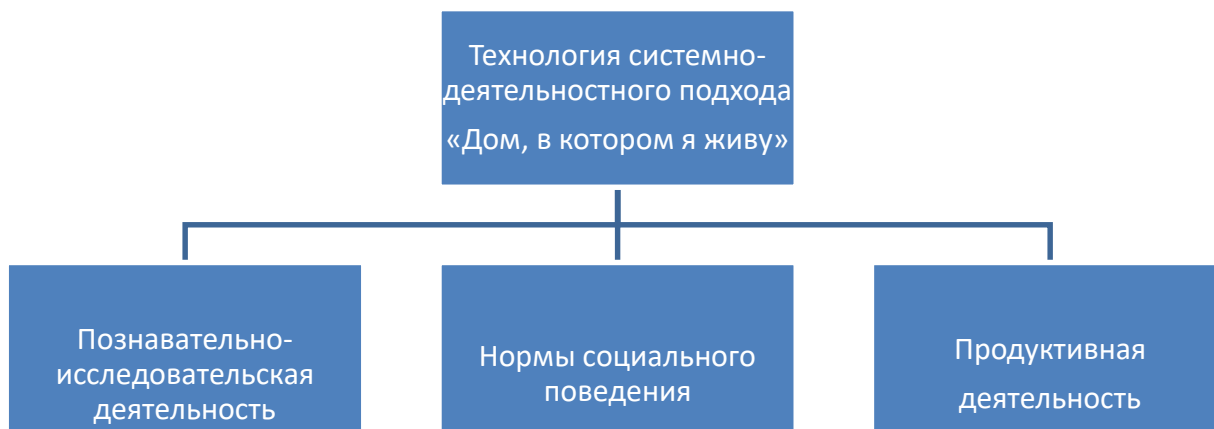 Технология системно-
деятельностного подхода
«Дом, в котором я живу»
Познавательно-
исследовательская
деятельность
Нормы социального
поведения
Продуктивная
деятельность